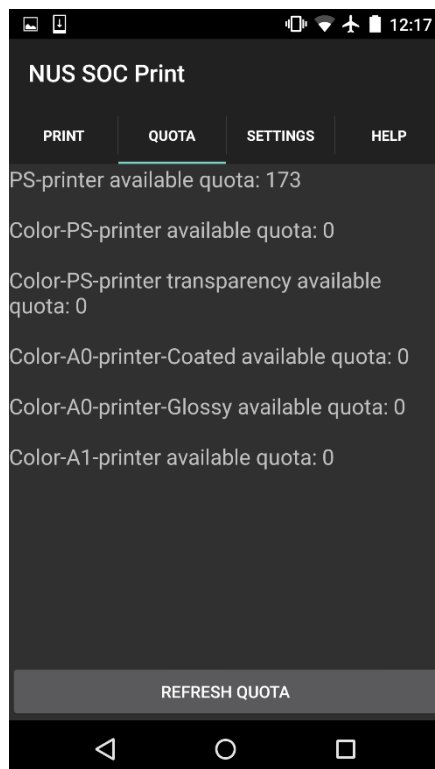 12:17
NUS SOC Print
PRINT
QUOTA
SETTINGS
HELP
PS-printer available quota: 173
Color-PS-printer available quota: 0
Color-PS-printer transparency available
quota: 0
Color-A0-printer-Coated available quota: 0
Color-A0-printer-Glossy available quota: 0
Color-A1-printer available quota: 0
REFRESH QUOTA